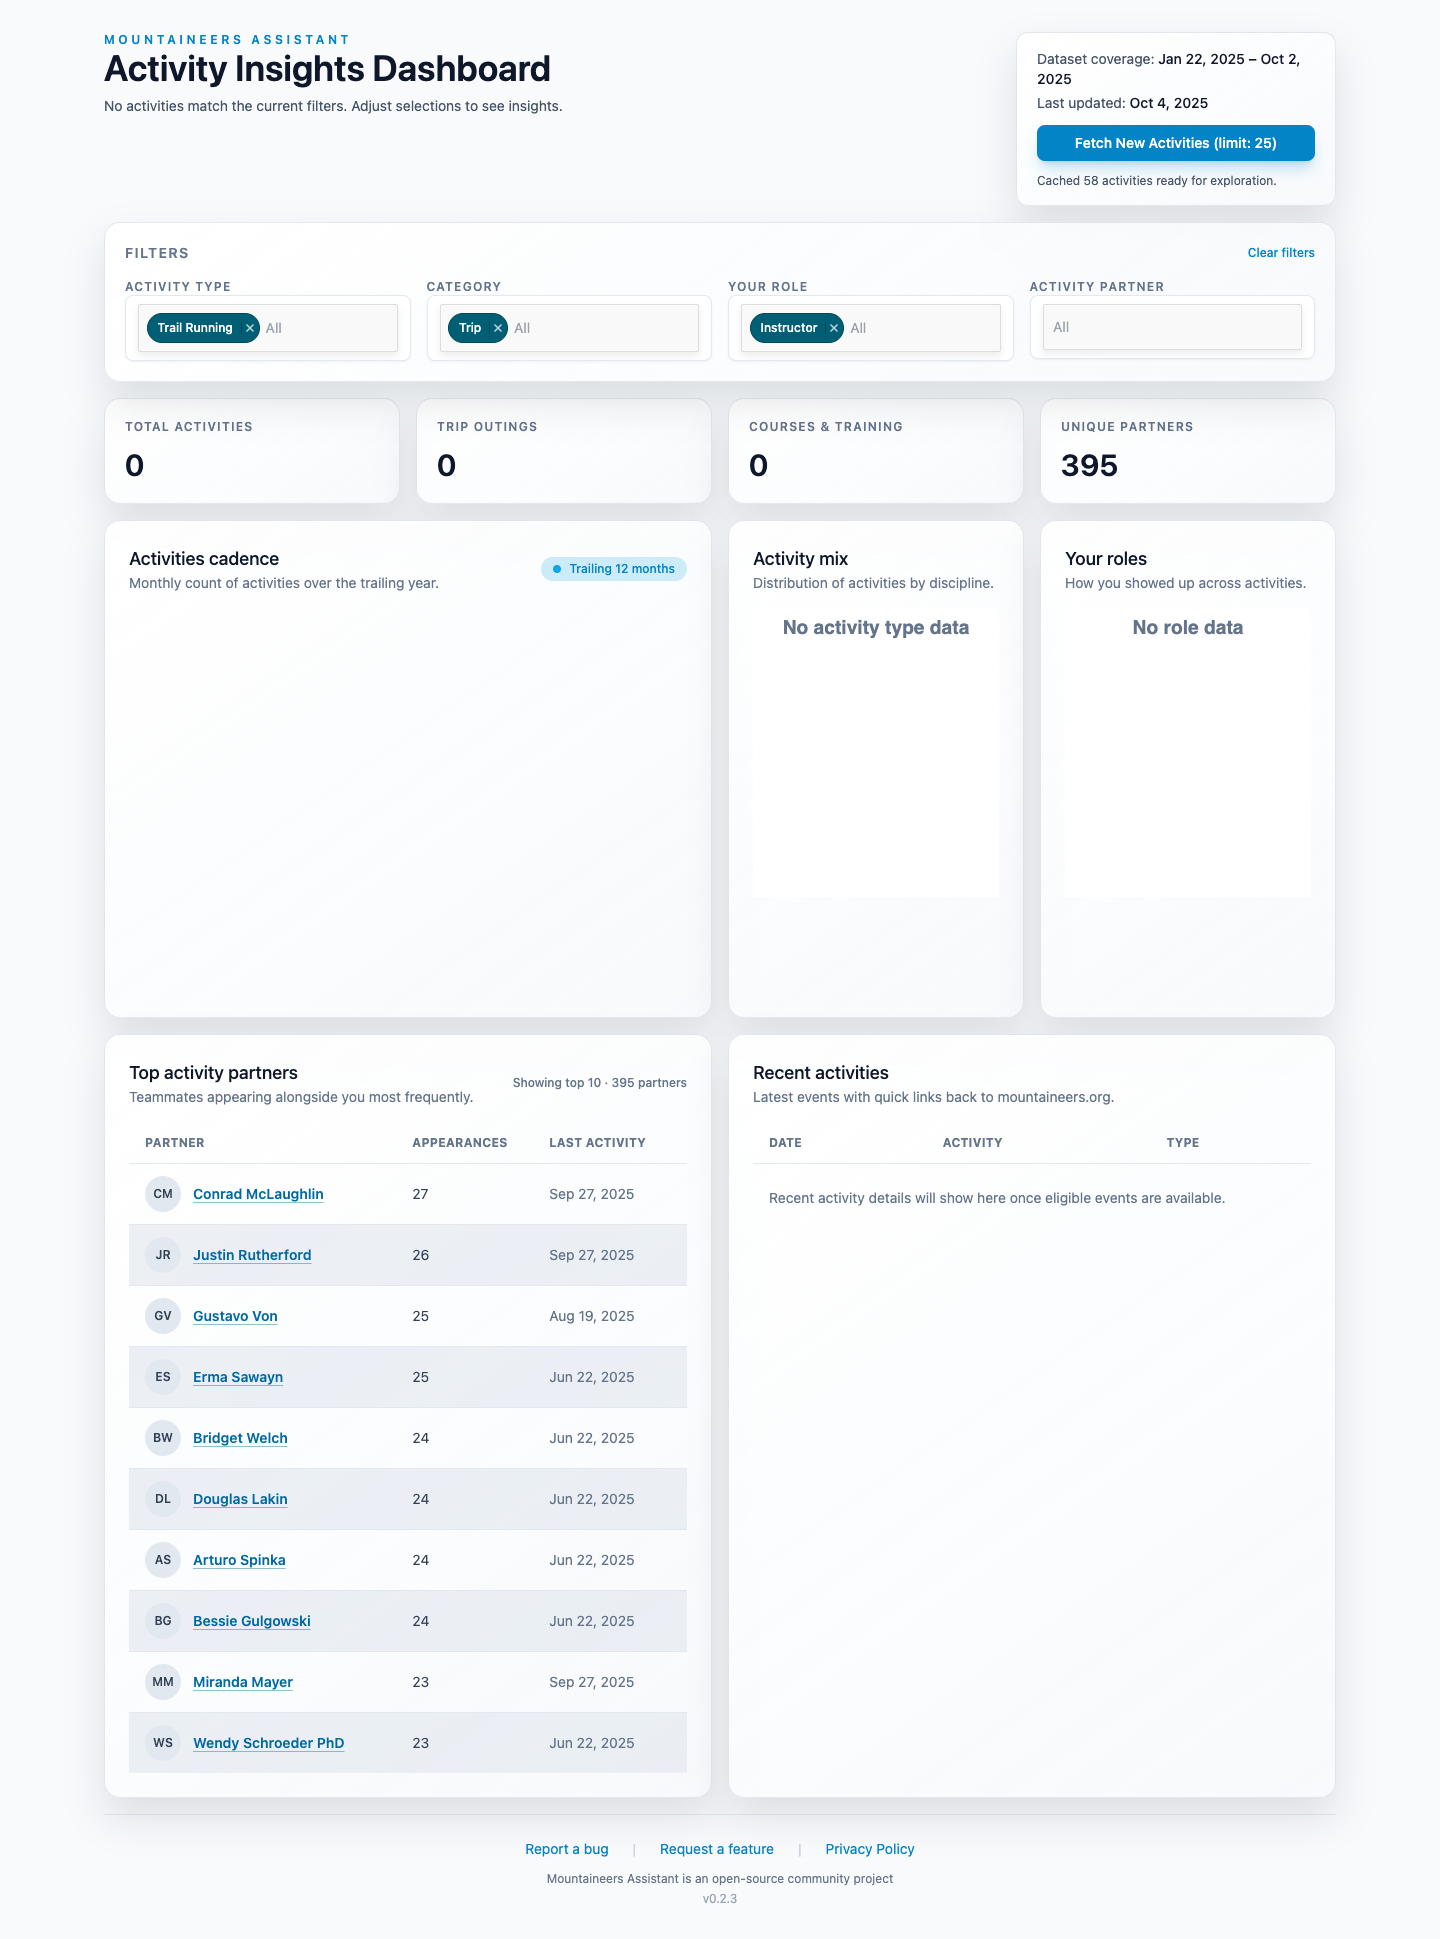 MOUNTAINEERS ASSISTANT
Activity Insights Dashboard
No activities match the current filters. Adjust selections to see insights.
Dataset coverage: Jan 22, 2025 – Oct 2,
2025
Last updated: Oct 4, 2025
Fetch New Activities (limit: 25)
Cached 58 activities ready for exploration.
FILTERS
Clear filters
ACTIVITY TYPE
Trail Running × All
CATEGORY
Trip × All
YOUR ROLE
Instructor × All
ACTIVITY PARTNER
All
TOTAL ACTIVITIES
0
TRIP OUTINGS
0
COURSES & TRAINING
0
UNIQUE PARTNERS
395
Activities cadence
Monthly count of activities over the trailing year.
Trailing 12 months
Activity mix
Distribution of activities by discipline.
No activity type data
Your roles
How you showed up across activities.
No role data
Top activity partners
Teammates appearing alongside you most frequently.
Showing top 10 · 395 partners
PARTNER APPEARANCES LAST ACTIVITY
CM Conrad McLaughlin 27 Sep 27, 2025
JR Justin Rutherford 26 Sep 27, 2025
GV Gustavo Von 25 Aug 19, 2025
ES Erma Sawayn 25 Jun 22, 2025
BW Bridget Welch 24 Jun 22, 2025
DL Douglas Lakin 24 Jun 22, 2025
AS Arturo Spinka 24 Jun 22, 2025
BG Bessie Gulgowski 24 Jun 22, 2025
MM Miranda Mayer 23 Sep 27, 2025
WS Wendy Schroeder PhD 23 Jun 22, 2025
Recent activities
Latest events with quick links back to mountaineers.org.
DATE ACTIVITY TYPE
Recent activity details will show here once eligible events are available.
Report a bug | Request a feature | Privacy Policy
Mountaineers Assistant is an open-source community project
v0.2.3